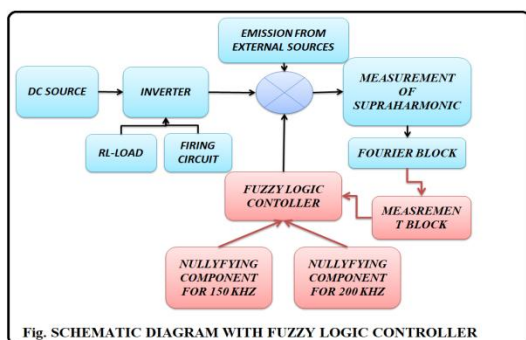 EMISSION FROM
EXTERNAL SOURCES
DC SOURCE
INVERTER
MEASUREMENT
OF
SUPRAHARMONIC
RL-LOAD
FIRING
CIRCUIT
FOURIER BLOCK
FUZZY LOGIC
CONTOLLER
MEASREMEN
T BLOCK
NULLYFYING
COMPONENT
FOR 150 KHZ
NULLYFYING
COMPONENT
FOR 200 KHZ
Fig. SCHEMATIC DIAGRAM WITH FUZZY LOGIC CONTROLLER